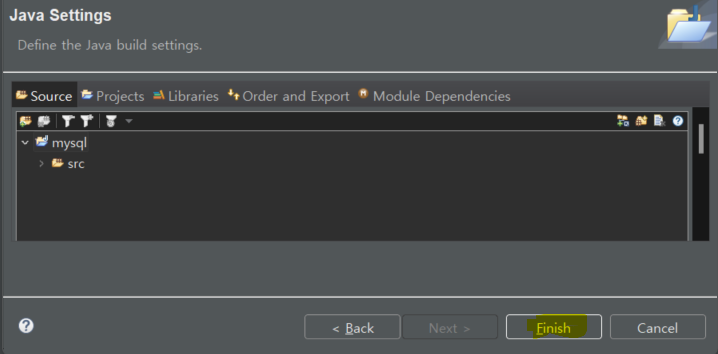 Java Settings
Define the Java build settings.
Source Projects Libraries Order and Export Module Dependencies
mysql
src
< Back Next > Finish Cancel